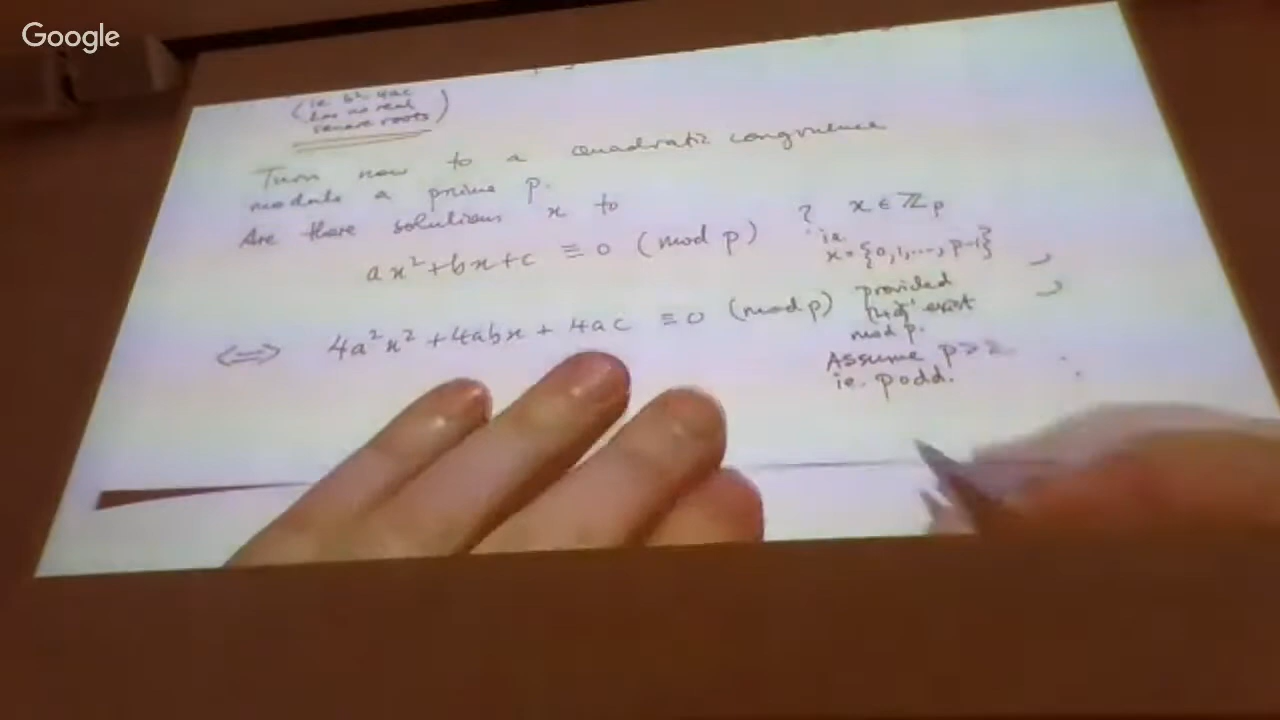 Google
(ie b²-4ac
has no real
square roots)
Turn now to a quadratic congruence
modulo a prime p.
Are there solutions x to
ax²+bx+c ≡ 0 (mod p) ? x ∈ ℤp
ie.
x = {0,1,...,p-1}
⟺ 4a²x² + 4abx + 4ac ≡ 0 (mod p) provided
exist
mod p.
Assume p>2
ie. p odd.